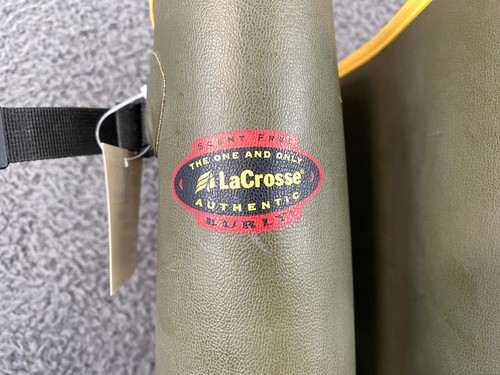 SCENT FREE
THE ONE AND ONLY
LaCrosse®
AUTHENTIC
BURLY